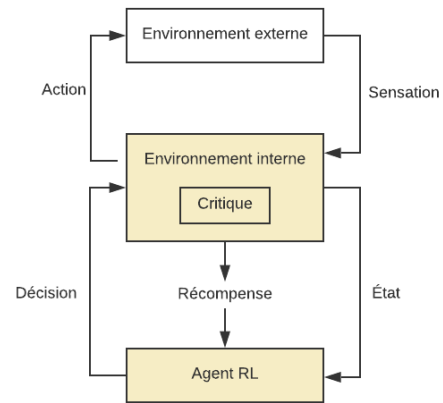 Environnement externe
Action
Sensation
Environnement interne
Critique
Décision
Récompense
État
Agent RL